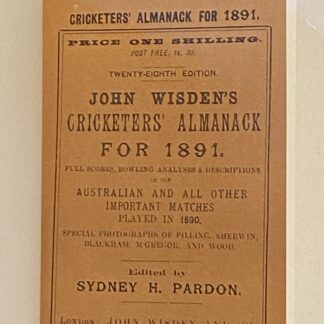 CRICKETERS' ALMANACK FOR 1891.
PRICE ONE SHILLING.
POST FREE, 1s. 3d.
TWENTY-EIGHTH EDITION.
JOHN WISDEN'S
CRICKETERS' ALMANACK
FOR 1891.
FULL SCORES, BOWLING ANALYSES & DESCRIPTIONS
OF THE
AUSTRALIAN AND ALL OTHER
IMPORTANT MATCHES
PLAYED IN 1890.
SPECIAL PHOTOGRAPHS OF PILLING, SHERWIN,
BLACKHAM, M'GREGOR, AND WOOD.
Edited by
SYDNEY H. PARDON.
LONDON: JOHN WISDEN AND